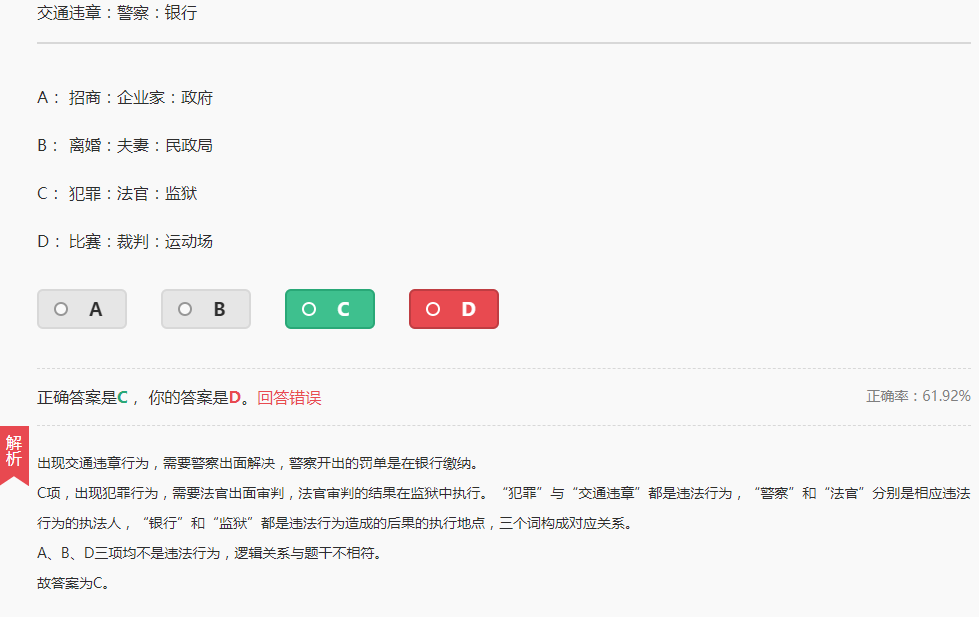 交通违章：警察：银行
A： 招商：企业家：政府
B： 离婚：夫妻：民政局
C： 犯罪：法官：监狱
D： 比赛：裁判：运动场
A B C D
正确答案是C， 你的答案是D。回答错误 正确率：61.92%
解析
出现交通违章行为，需要警察出面解决，警察开出的罚单是在银行缴纳。
C项，出现犯罪行为，需要法官出面审判，法官审判的结果在监狱中执行。“犯罪”与“交通违章”都是违法行为，“警察”和“法官”分别是相应违法
行为的执法人，“银行”和“监狱”都是违法行为造成的后果的执行地点，三个词构成对应关系。
A、B、D三项均不是违法行为，逻辑关系与题干不相符。
故答案为C。